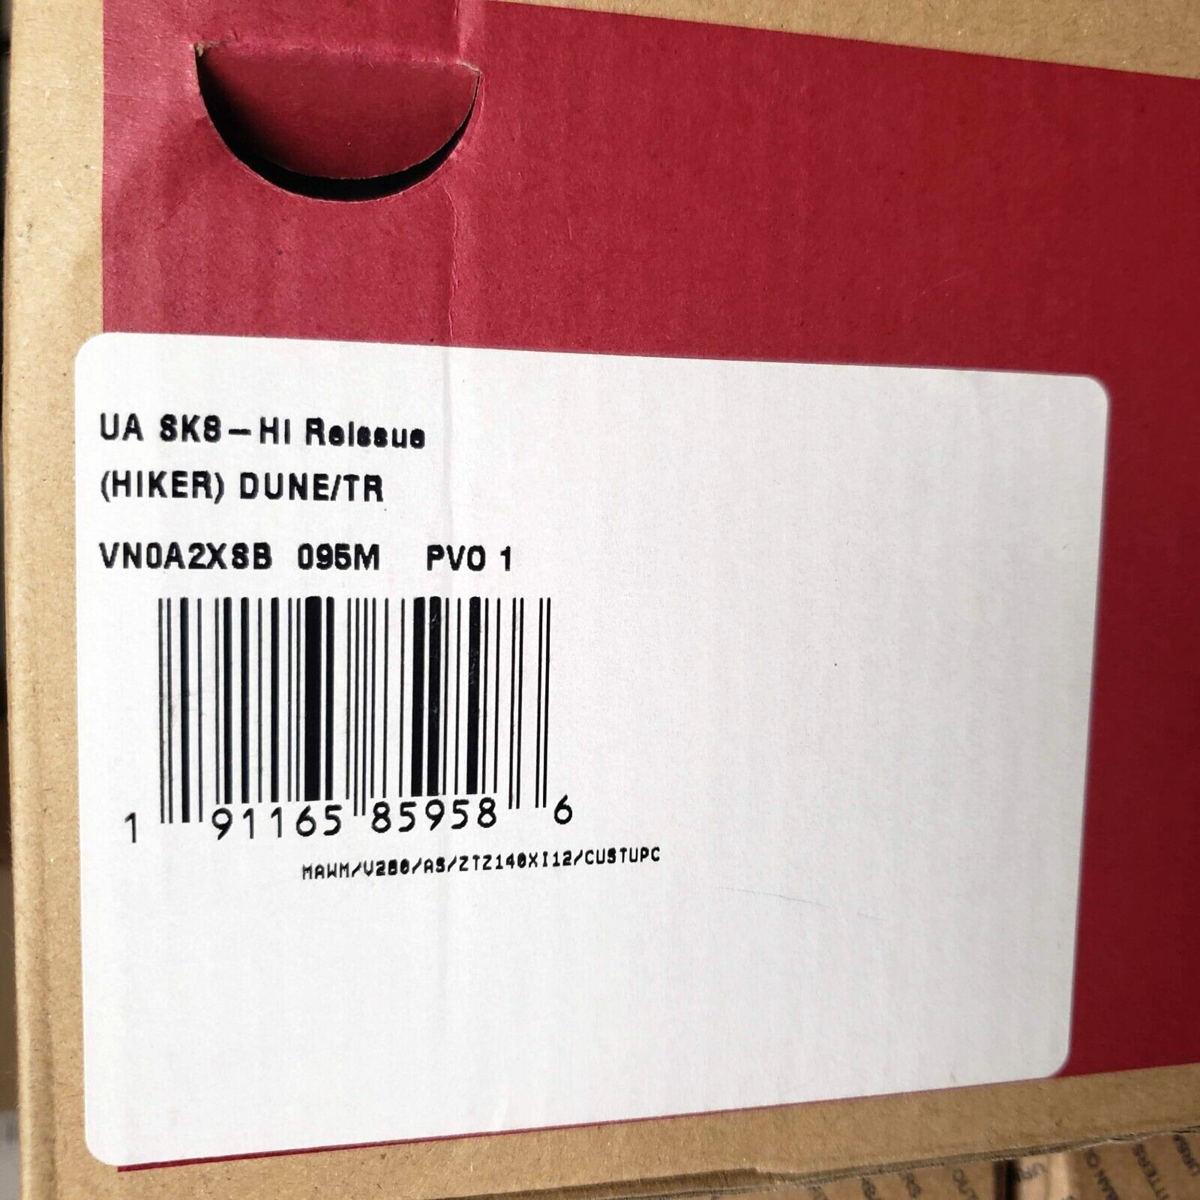 UA SK8-HI Reissue
(HIKER) DUNE/TR
VN0A2XSB 095M PVO 1
1 91165 85958 6
MAWM/V280/AS/ZTZ140XI12/CUSTUPC